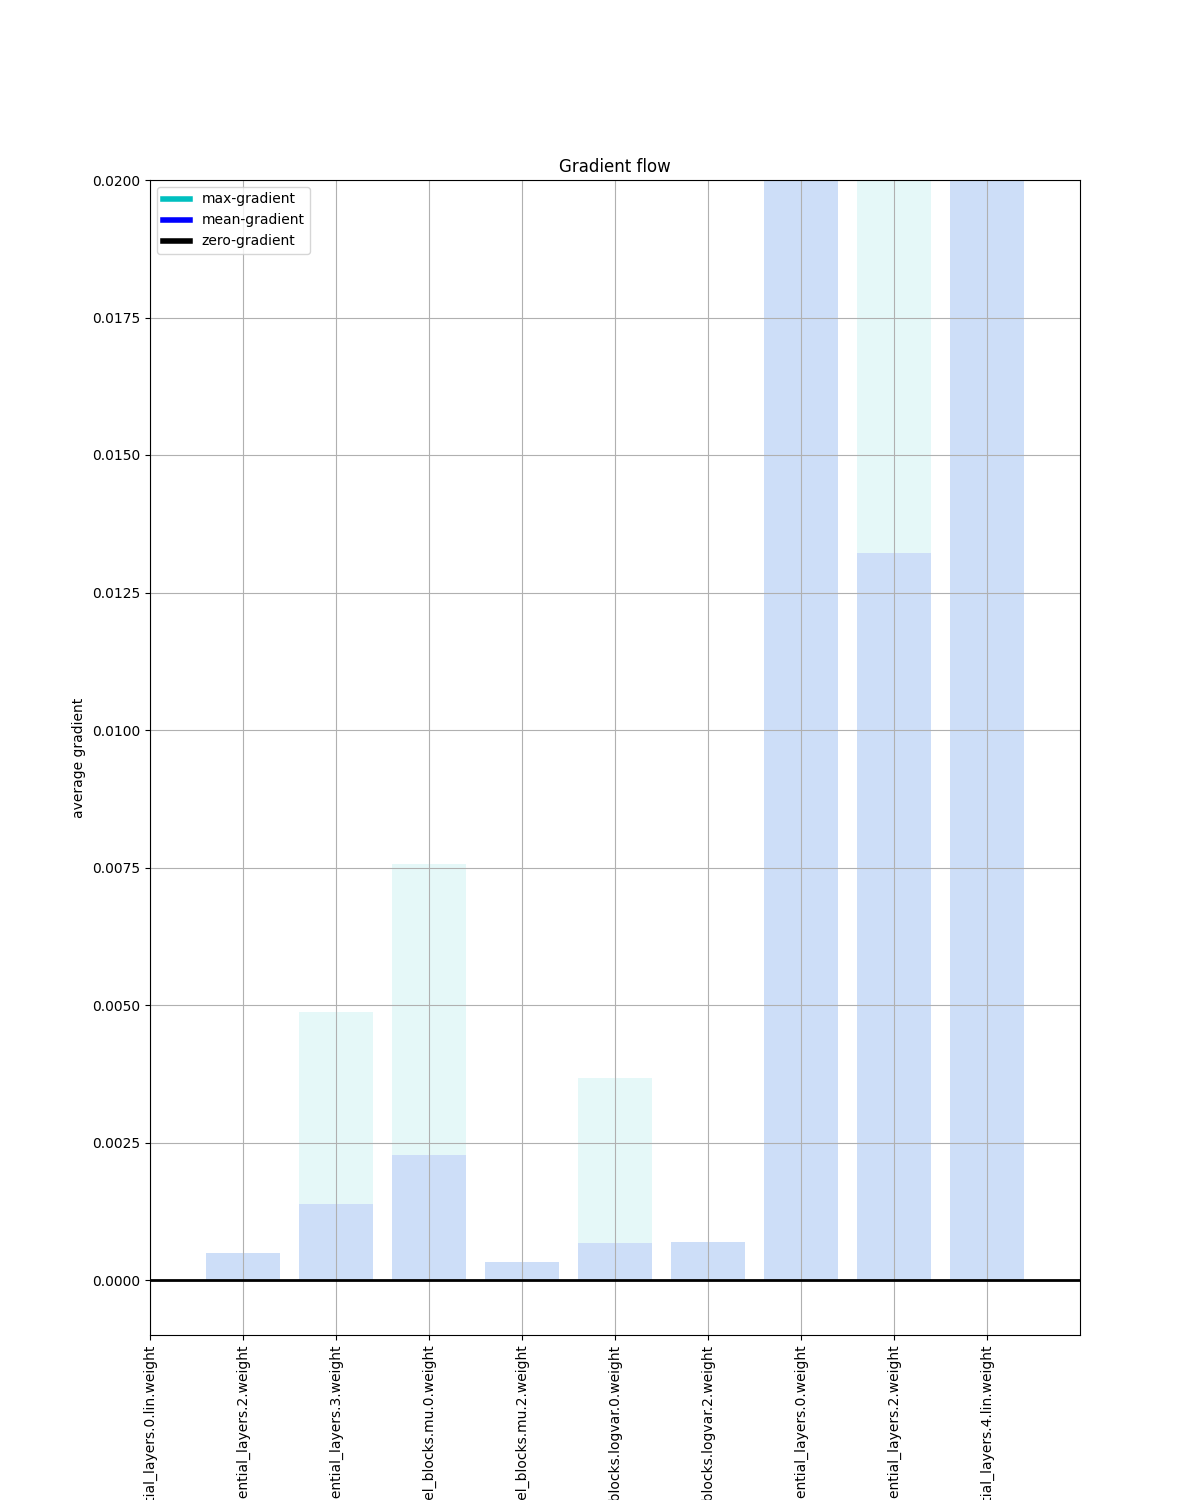 Gradient flow
max-gradient
mean-gradient
zero-gradient
0.0200
0.0175
0.0150
0.0125
0.0100
0.0075
0.0050
0.0025
0.0000
average gradient
tial_layers.0.lin.weight
ential_layers.2.weight
ential_layers.3.weight
el_blocks.mu.0.weight
el_blocks.mu.2.weight
blocks.logvar.0.weight
blocks.logvar.2.weight
ential_layers.0.weight
ential_layers.2.weight
tial_layers.4.lin.weight